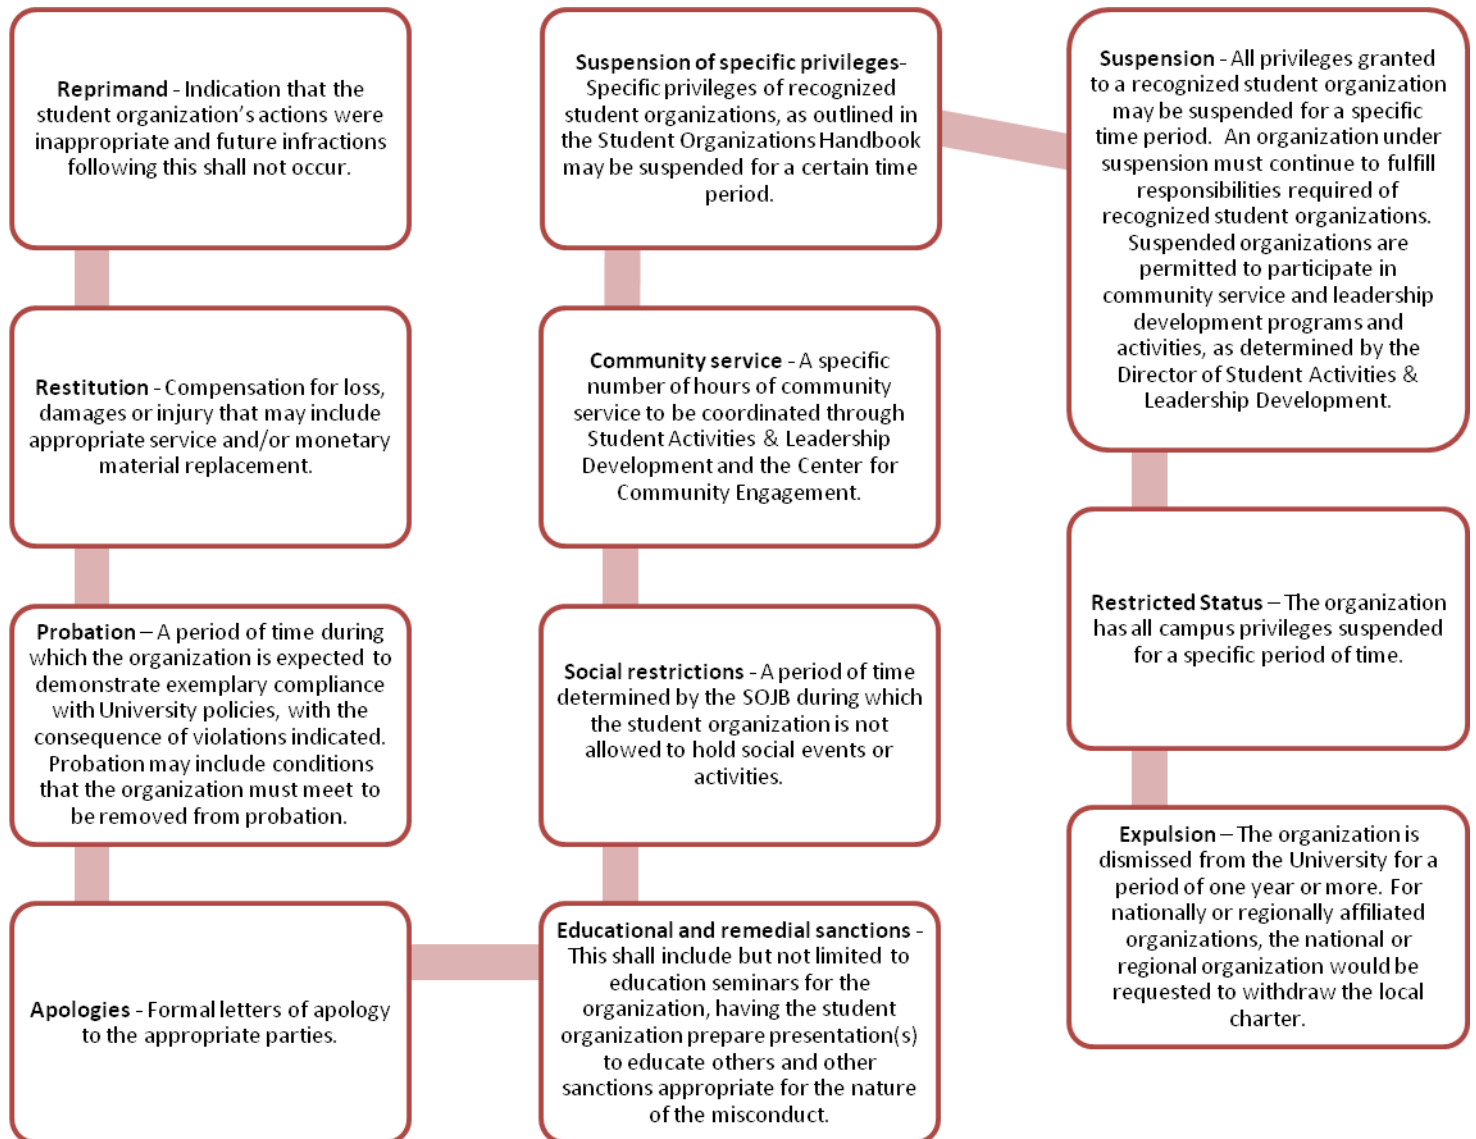 Reprimand - Indication that the
student organization's actions were
inappropriate and future infractions
following this shall not occur.
Restitution - Compensation for loss,
damages or injury that may include
appropriate service and/or monetary
material replacement.
Probation – A period of time during
which the organization is expected to
demonstrate exemplary compliance
with University policies, with the
consequence of violations indicated.
Probation may include conditions
that the organization must meet to
be removed from probation.
Apologies - Formal letters of apology
to the appropriate parties.
Educational and remedial sanctions -
This shall include but not limited to
education seminars for the
organization, having the student
organization prepare presentation(s)
to educate others and other
sanctions appropriate for the nature
of the misconduct.
Social restrictions - A period of time
determined by the SOJB during which
the student organization is not
allowed to hold social events or
activities.
Community service - A specific
number of hours of community
service to be coordinated through
Student Activities & Leadership
Development and the Center for
Community Engagement.
Suspension of specific privileges-
Specific privileges of recognized
student organizations, as outlined in
the Student Organizations Handbook
may be suspended for a certain time
period.
Suspension - All privileges granted
to a recognized student organization
may be suspended for a specific
time period. An organization under
suspension must continue to fulfill
responsibilities required of
recognized student organizations.
Suspended organizations are
permitted to participate in
community service and leadership
development programs and
activities, as determined by the
Director of Student Activities &
Leadership Development.
Restricted Status – The organization
has all campus privileges suspended
for a specific period of time.
Expulsion – The organization is
dismissed from the University for a
period of one year or more. For
nationally or regionally affiliated
organizations, the national or
regional organization would be
requested to withdraw the local
charter.